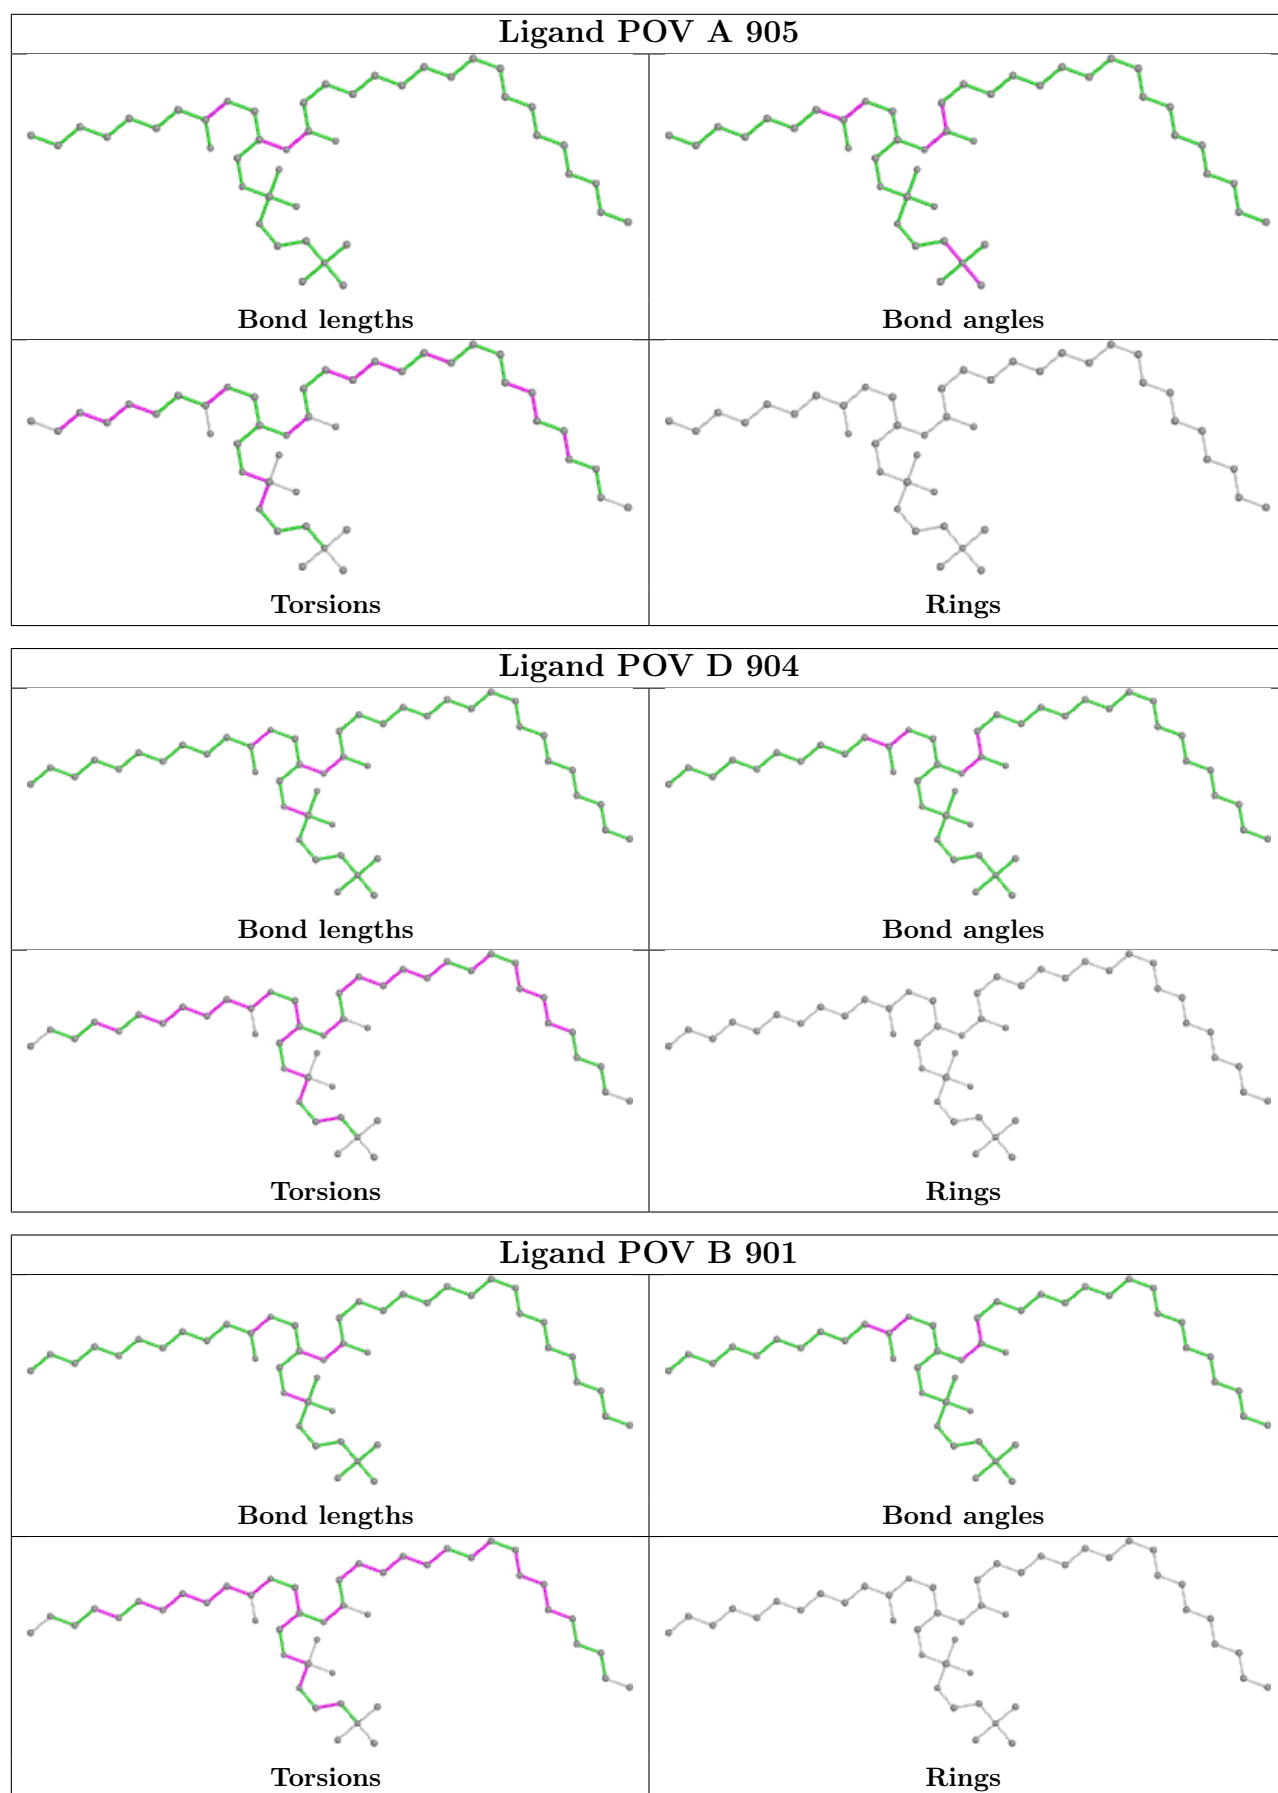 Ligand POV A 905
Bond lengths
Bond angles
Torsions
Rings
Ligand POV D 904
Bond lengths
Bond angles
Torsions
Rings
Ligand POV B 901
Bond lengths
Bond angles
Torsions
Rings